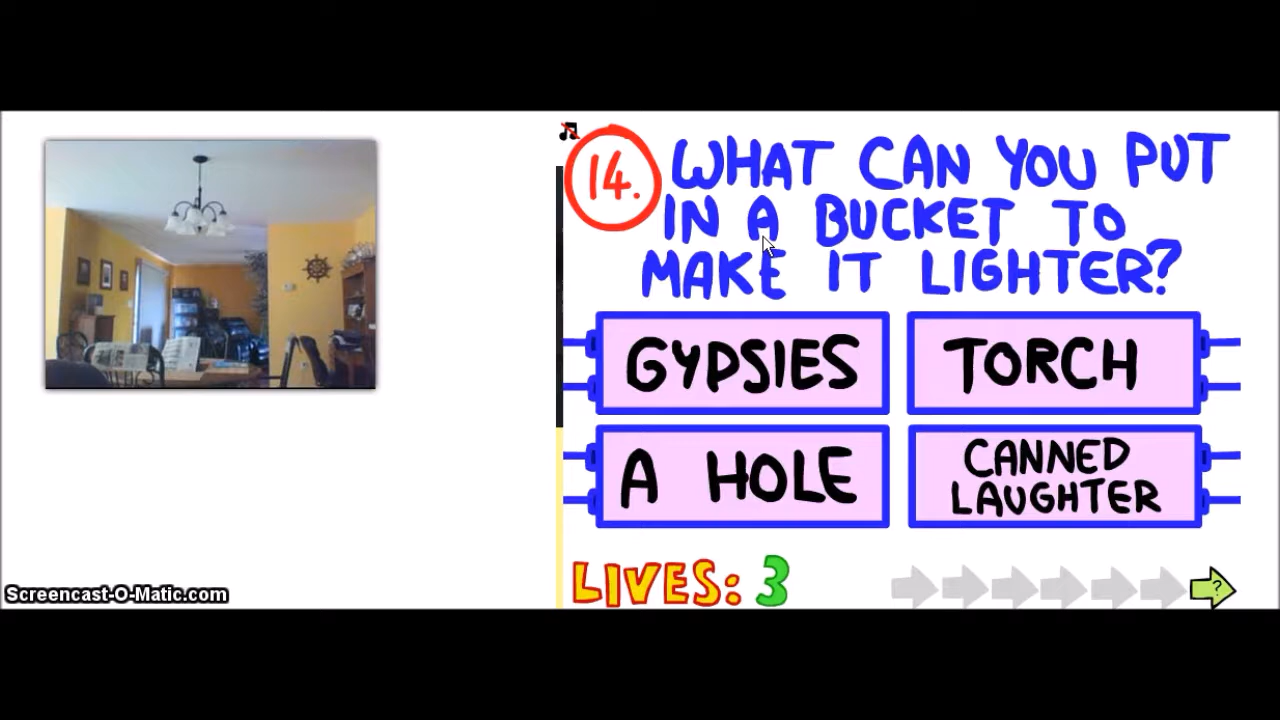 14.
WHAT CAN YOU PUT
IN A BUCKET TO
MAKE IT LIGHTER?
GYPSIES
TORCH
A HOLE
CANNED
LAUGHTER
LIVES: 3
?
Screencast-O-Matic.com